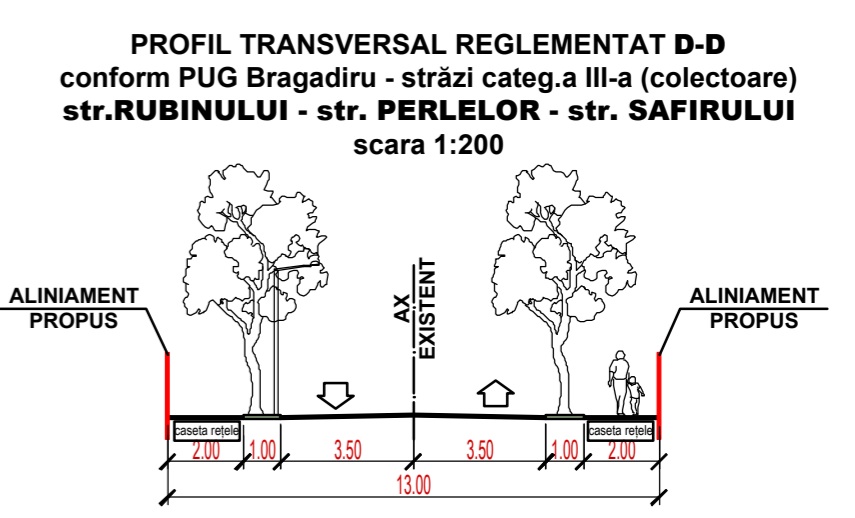 PROFIL TRANSVERSAL REGLEMENTAT D-D
conform PUG Bragadiru - străzi categ.a III-a (colectoare)
str.RUBINULUI - str. PERLELOR - str. SAFIRULUI
scara 1:200
ALINIAMENT
PROPUS
AX
EXISTENT
ALINIAMENT
PROPUS
caseta rețele
caseta rețele
2.00 1.00 3.50 3.50 1.00 2.00
13.00